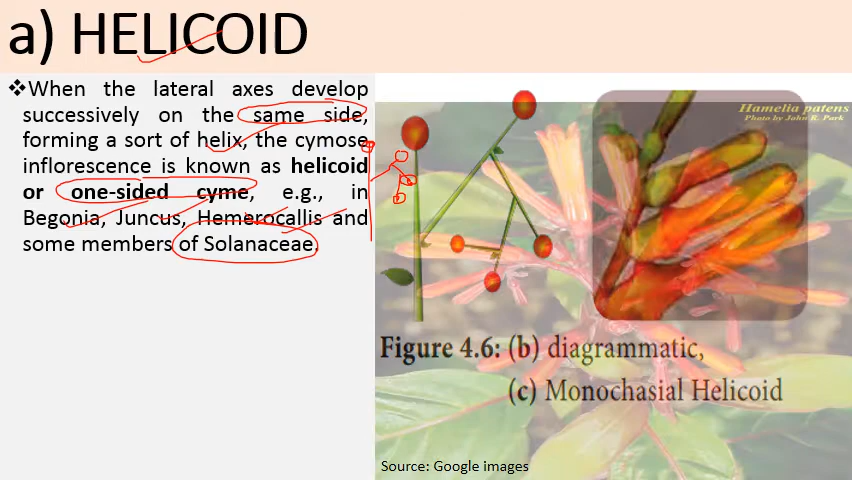 a) HELICOID
❖When the lateral axes develop
successively on the same side,
forming a sort of helix, the cymose
inflorescence is known as helicoid
or one-sided cyme, e.g., in
Begonia, Juncus, Hemerocallis and
some members of Solanaceae.
Hamelia patens
Photo by John R. Park
Figure 4.6: (b) diagrammatic,
(c) Monochasial Helicoid
Source: Google images